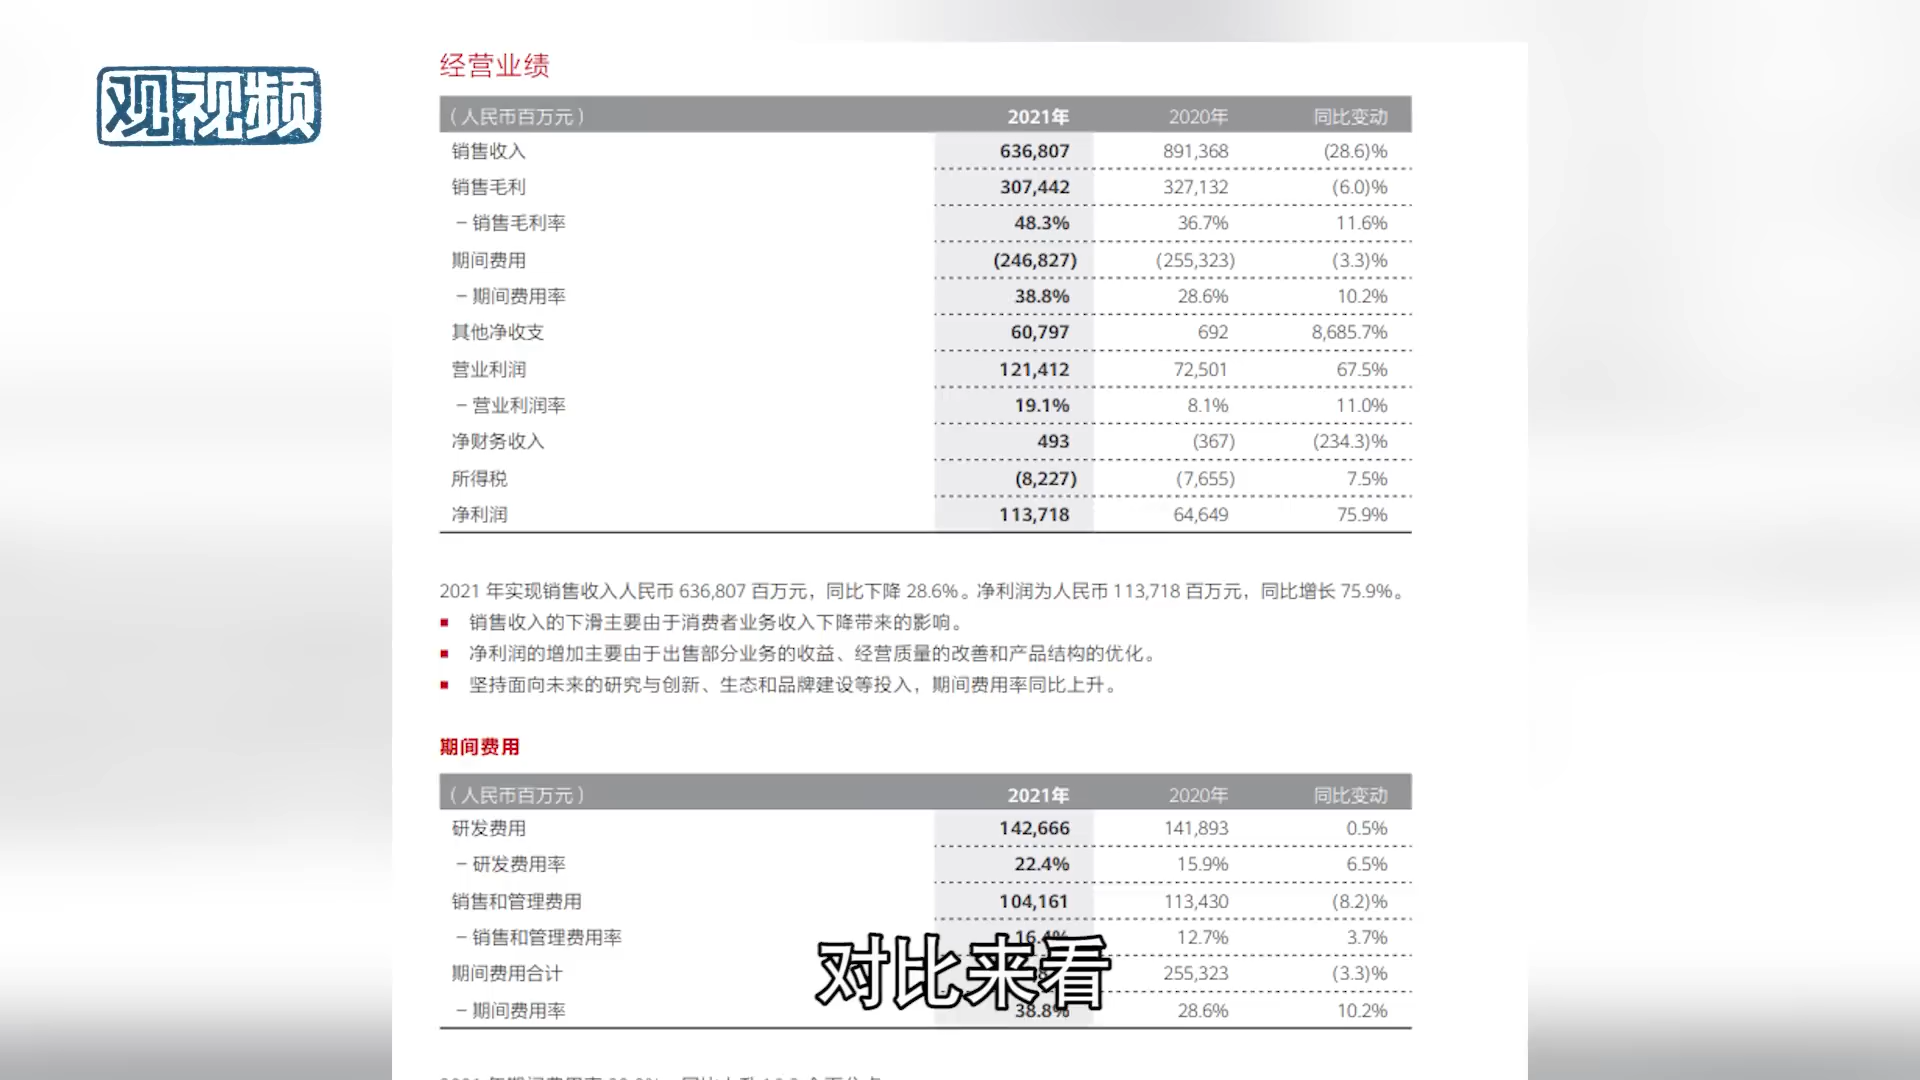 观视频
经营业绩
（人民币百万元） 2021年 2020年 同比变动
销售收入 636,807 891,368 (28.6)%
销售毛利 307,442 327,132 (6.0)%
– 销售毛利率 48.3% 36.7% 11.6%
期间费用 (246,827) (255,323) (3.3)%
– 期间费用率 38.8% 28.6% 10.2%
其他净收支 60,797 692 8,685.7%
营业利润 121,412 72,501 67.5%
– 营业利润率 19.1% 8.1% 11.0%
净财务收入 493 (367) (234.3)%
所得税 (8,227) (7,655) 7.5%
净利润 113,718 64,649 75.9%
2021 年实现销售收入人民币 636,807 百万元，同比下降 28.6%。净利润为人民币 113,718 百万元，同比增长 75.9%。
■ 销售收入的下滑主要由于消费者业务收入下降带来的影响。
■ 净利润的增加主要由于出售部分业务的收益、经营质量的改善和产品结构的优化。
■ 坚持面向未来的研究与创新、生态和品牌建设等投入，期间费用率同比上升。
期间费用
（人民币百万元） 2021年 2020年 同比变动
研发费用 142,666 141,893 0.5%
– 研发费用率 22.4% 15.9% 6.5%
销售和管理费用 104,161 113,430 (8.2)%
– 销售和管理费用率 16.4% 12.7% 3.7%
期间费用合计 255,323 (3.3)%
– 期间费用率 38.8% 28.6% 10.2%
对比来看